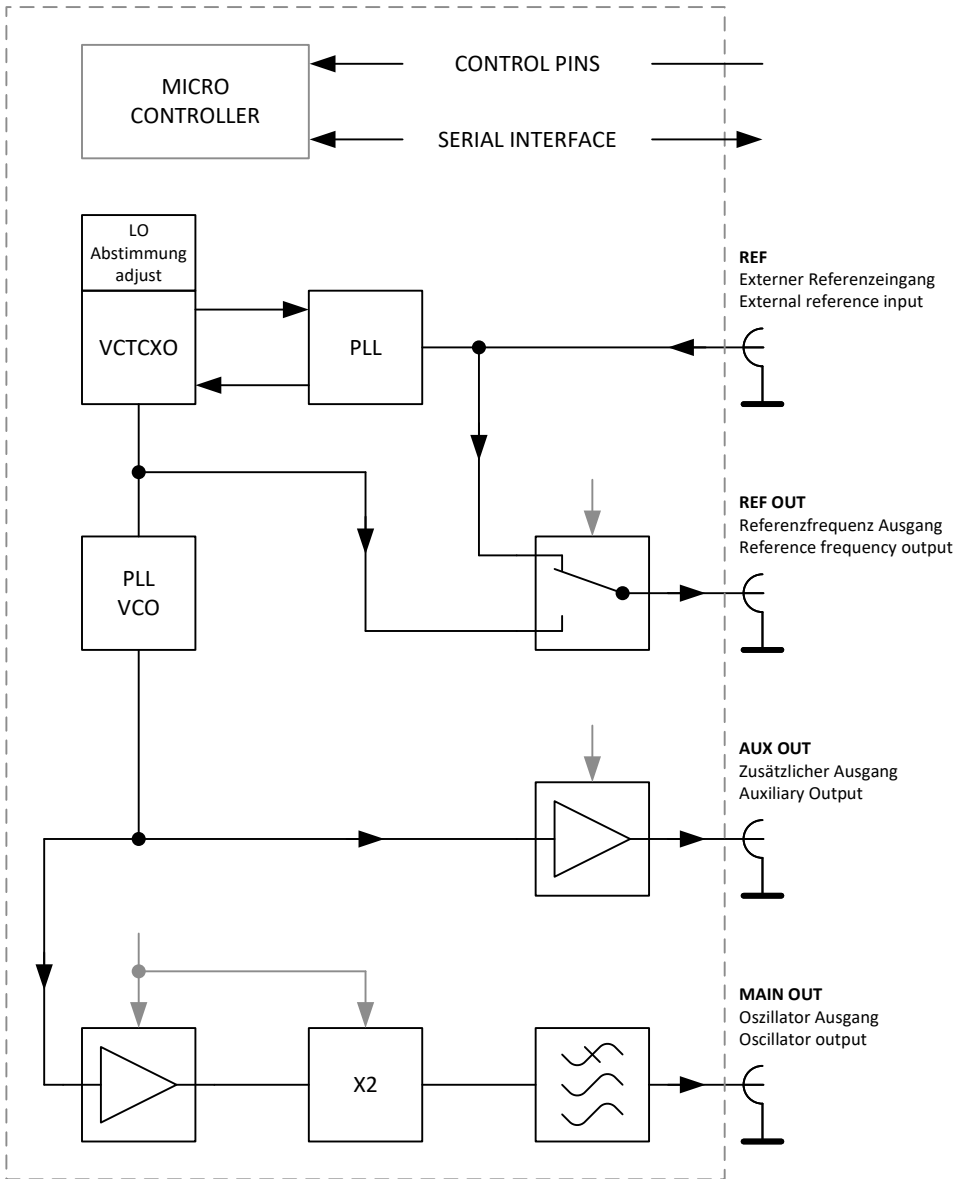 MICRO
CONTROLLER
CONTROL PINS
SERIAL INTERFACE
LO
Abstimmung
adjust
VCTCXO
PLL
REF
Externer Referenzeingang
External reference input
REF OUT
Referenzfrequenz Ausgang
Reference frequency output
PLL
VCO
AUX OUT
Zusätzlicher Ausgang
Auxiliary Output
MAIN OUT
Oszillator Ausgang
Oscillator output
X2